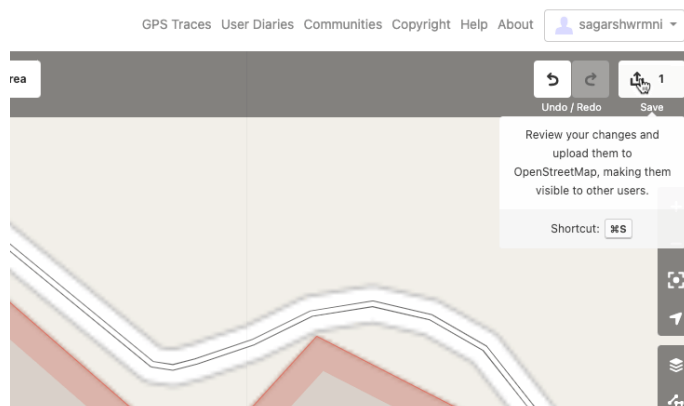 GPS Traces User Diaries Communities Copyright Help About sagarshwrmni
rea
1
Undo / Redo Save
Review your changes and
upload them to
OpenStreetMap, making them
visible to other users.
Shortcut: ⌘S